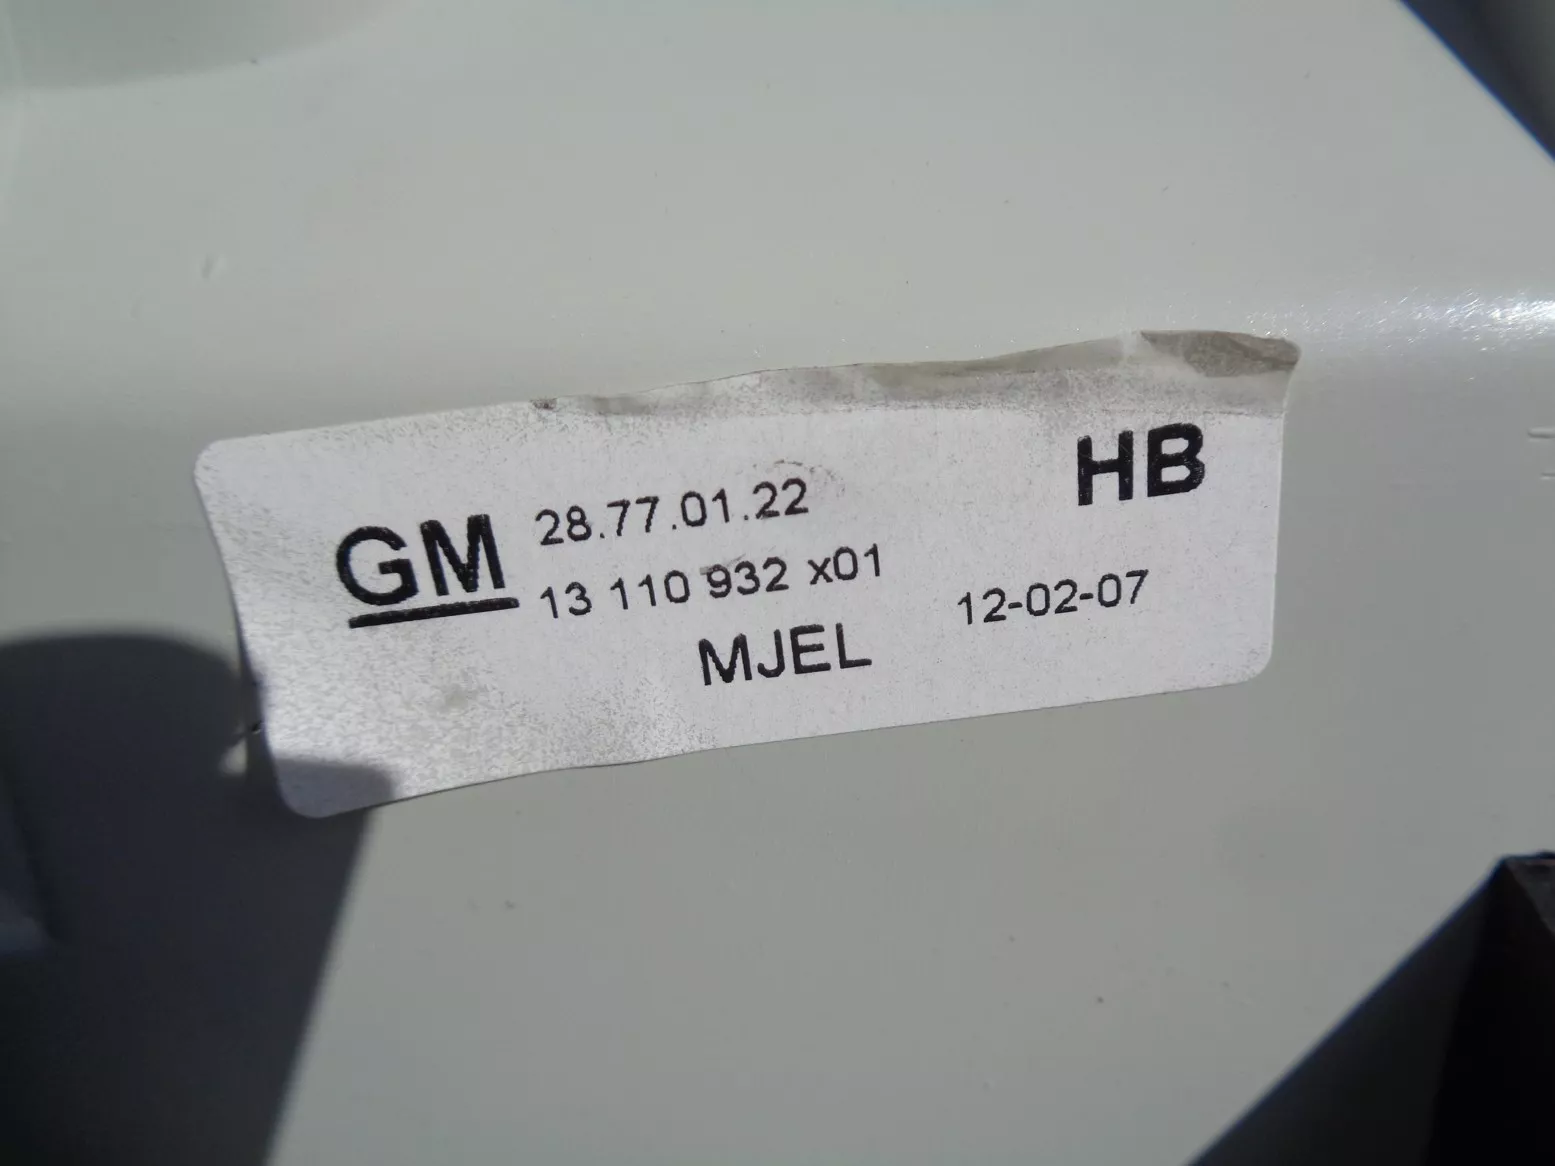 HB
GM 28.77.01.22
13 110 932 x01 12-02-07
MJEL